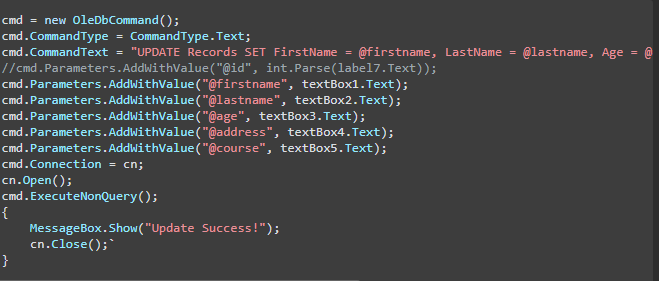 cmd = new OleDbCommand();
cmd.CommandType = CommandType.Text;
cmd.CommandText = "UPDATE Records SET FirstName = @firstname, LastName = @lastname, Age = @
//cmd.Parameters.AddWithValue("@id", int.Parse(label7.Text));
cmd.Parameters.AddWithValue("@firstname", textBox1.Text);
cmd.Parameters.AddWithValue("@lastname", textBox2.Text);
cmd.Parameters.AddWithValue("@age", textBox3.Text);
cmd.Parameters.AddWithValue("@address", textBox4.Text);
cmd.Parameters.AddWithValue("@course", textBox5.Text);
cmd.Connection = cn;
cn.Open();
cmd.ExecuteNonQuery();
{
    MessageBox.Show("Update Success!");
    cn.Close();`
}